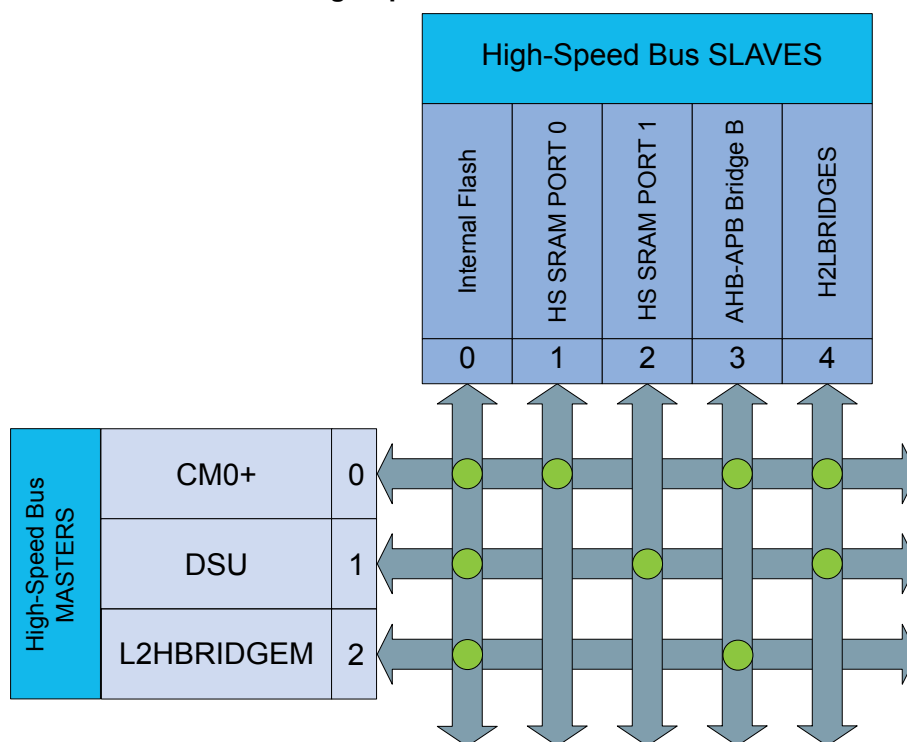 High-Speed Bus SLAVES
Internal Flash
HS SRAM PORT 0
HS SRAM PORT 1
AHB-APB Bridge B
H2LBRIDGES
0 1 2 3 4
High-Speed Bus
MASTERS
CM0+ 0
DSU 1
L2HBRIDGEM 2